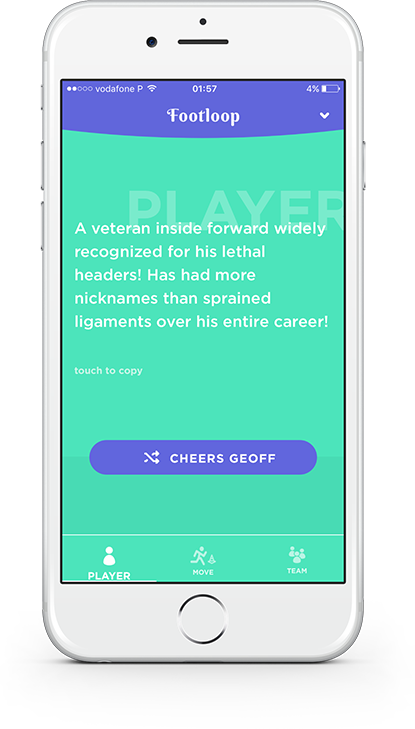 vodafone P 01:57 4%
Footloop
PLAYER
A veteran inside forward widely
recognized for his lethal
headers! Has had more
nicknames than sprained
ligaments over his entire career!
touch to copy
CHEERS GEOFF
PLAYER MOVE TEAM